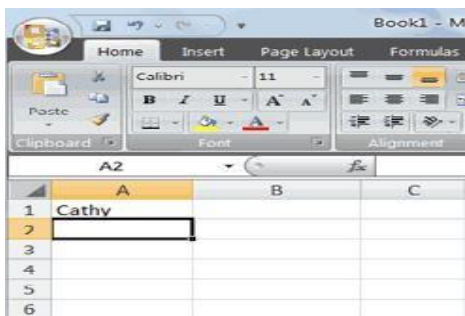 Book1 - M
Home Insert Page Layout Formulas
Paste
Calibri 11
B I U A A
A
Clipboard Font Alignment
A2 fx
A B C
1 Cathy
2
3
4
5
6